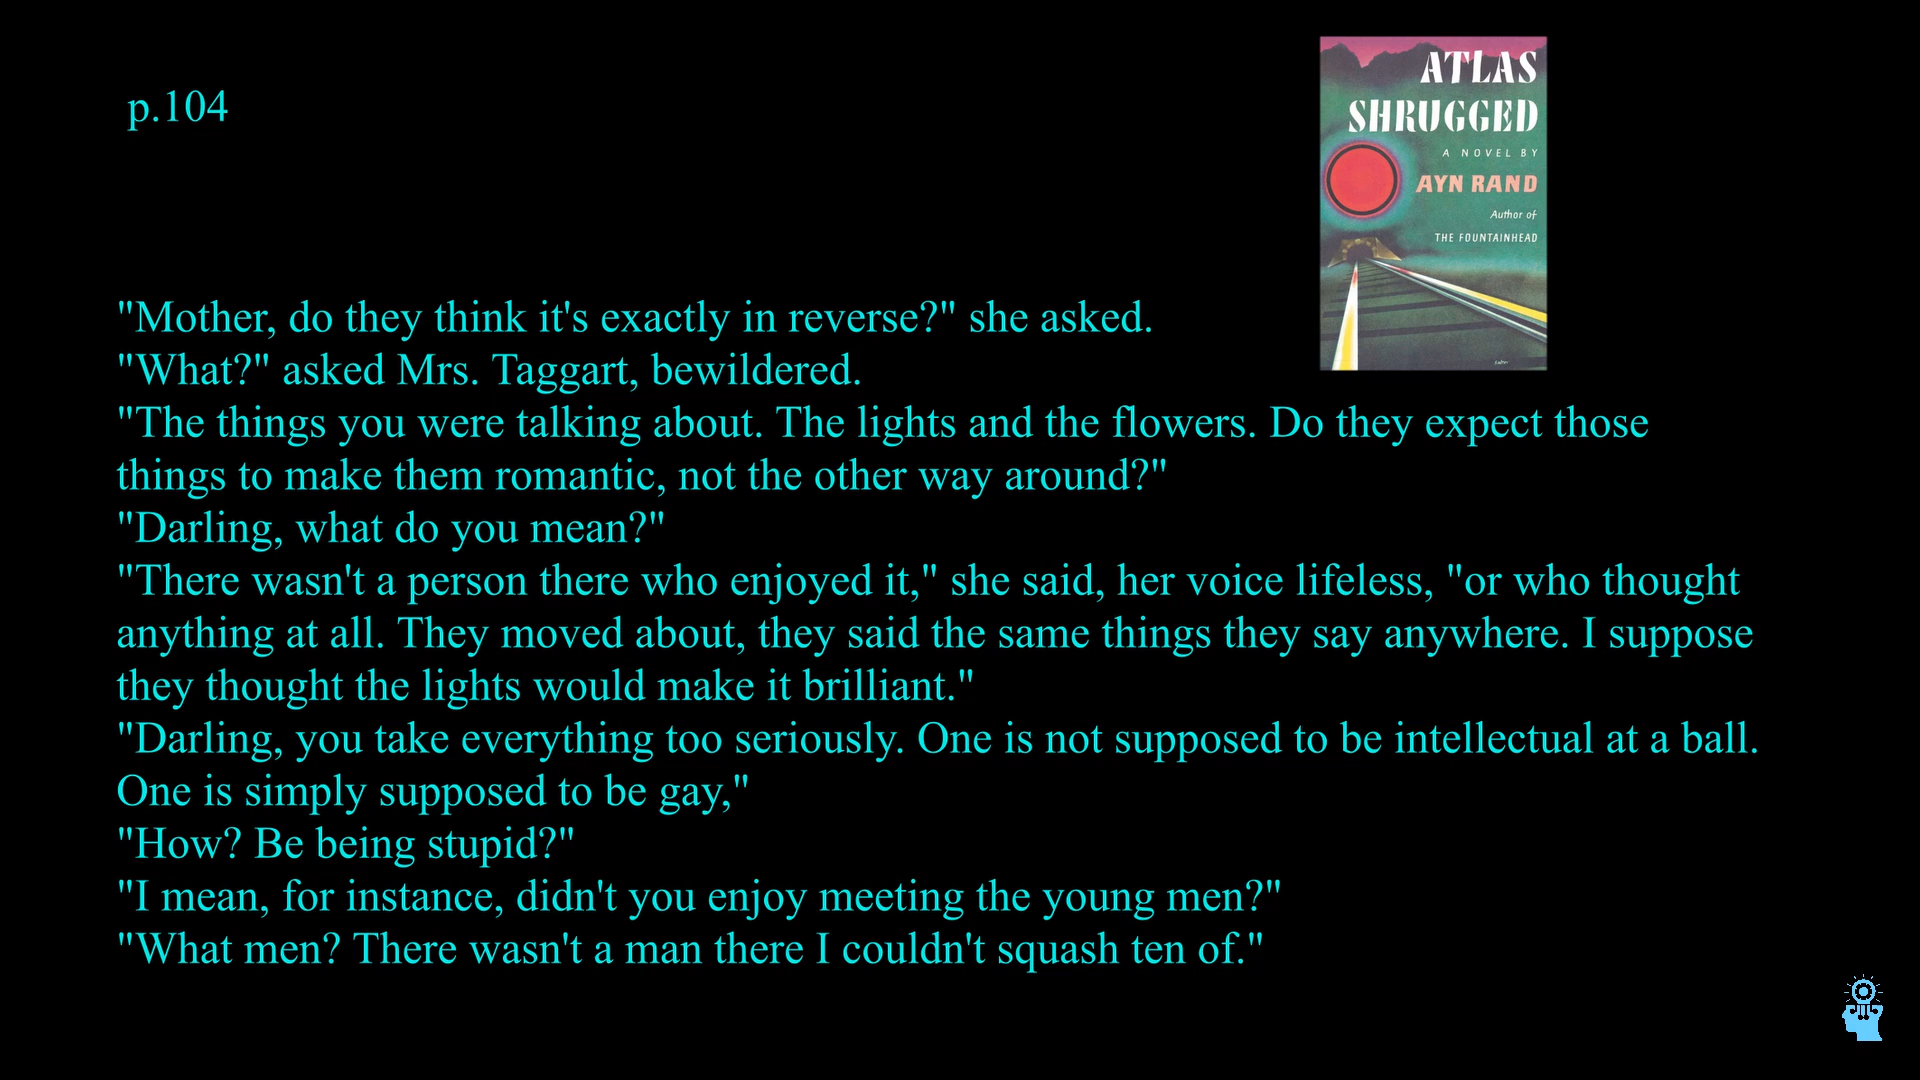 p.104
ATLAS
SHRUGGED
A NOVEL BY
AYN RAND
Author of
THE FOUNTAINHEAD
"Mother, do they think it's exactly in reverse?" she asked.
"What?" asked Mrs. Taggart, bewildered.
"The things you were talking about. The lights and the flowers. Do they expect those
things to make them romantic, not the other way around?"
"Darling, what do you mean?"
"There wasn't a person there who enjoyed it," she said, her voice lifeless, "or who thought
anything at all. They moved about, they said the same things they say anywhere. I suppose
they thought the lights would make it brilliant."
"Darling, you take everything too seriously. One is not supposed to be intellectual at a ball.
One is simply supposed to be gay,"
"How? Be being stupid?"
"I mean, for instance, didn't you enjoy meeting the young men?"
"What men? There wasn't a man there I couldn't squash ten of."